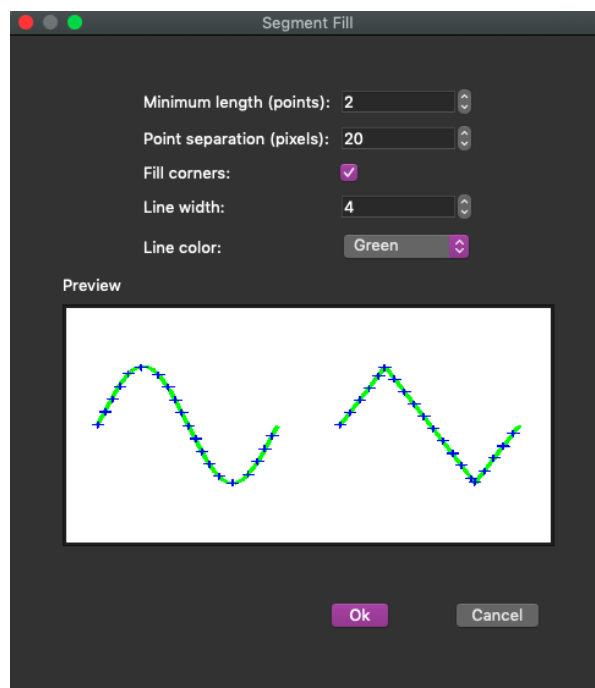 Segment Fill
Minimum length (points): 2
Point separation (pixels): 20
Fill corners:
Line width: 4
Line color: Green
Preview
Ok Cancel